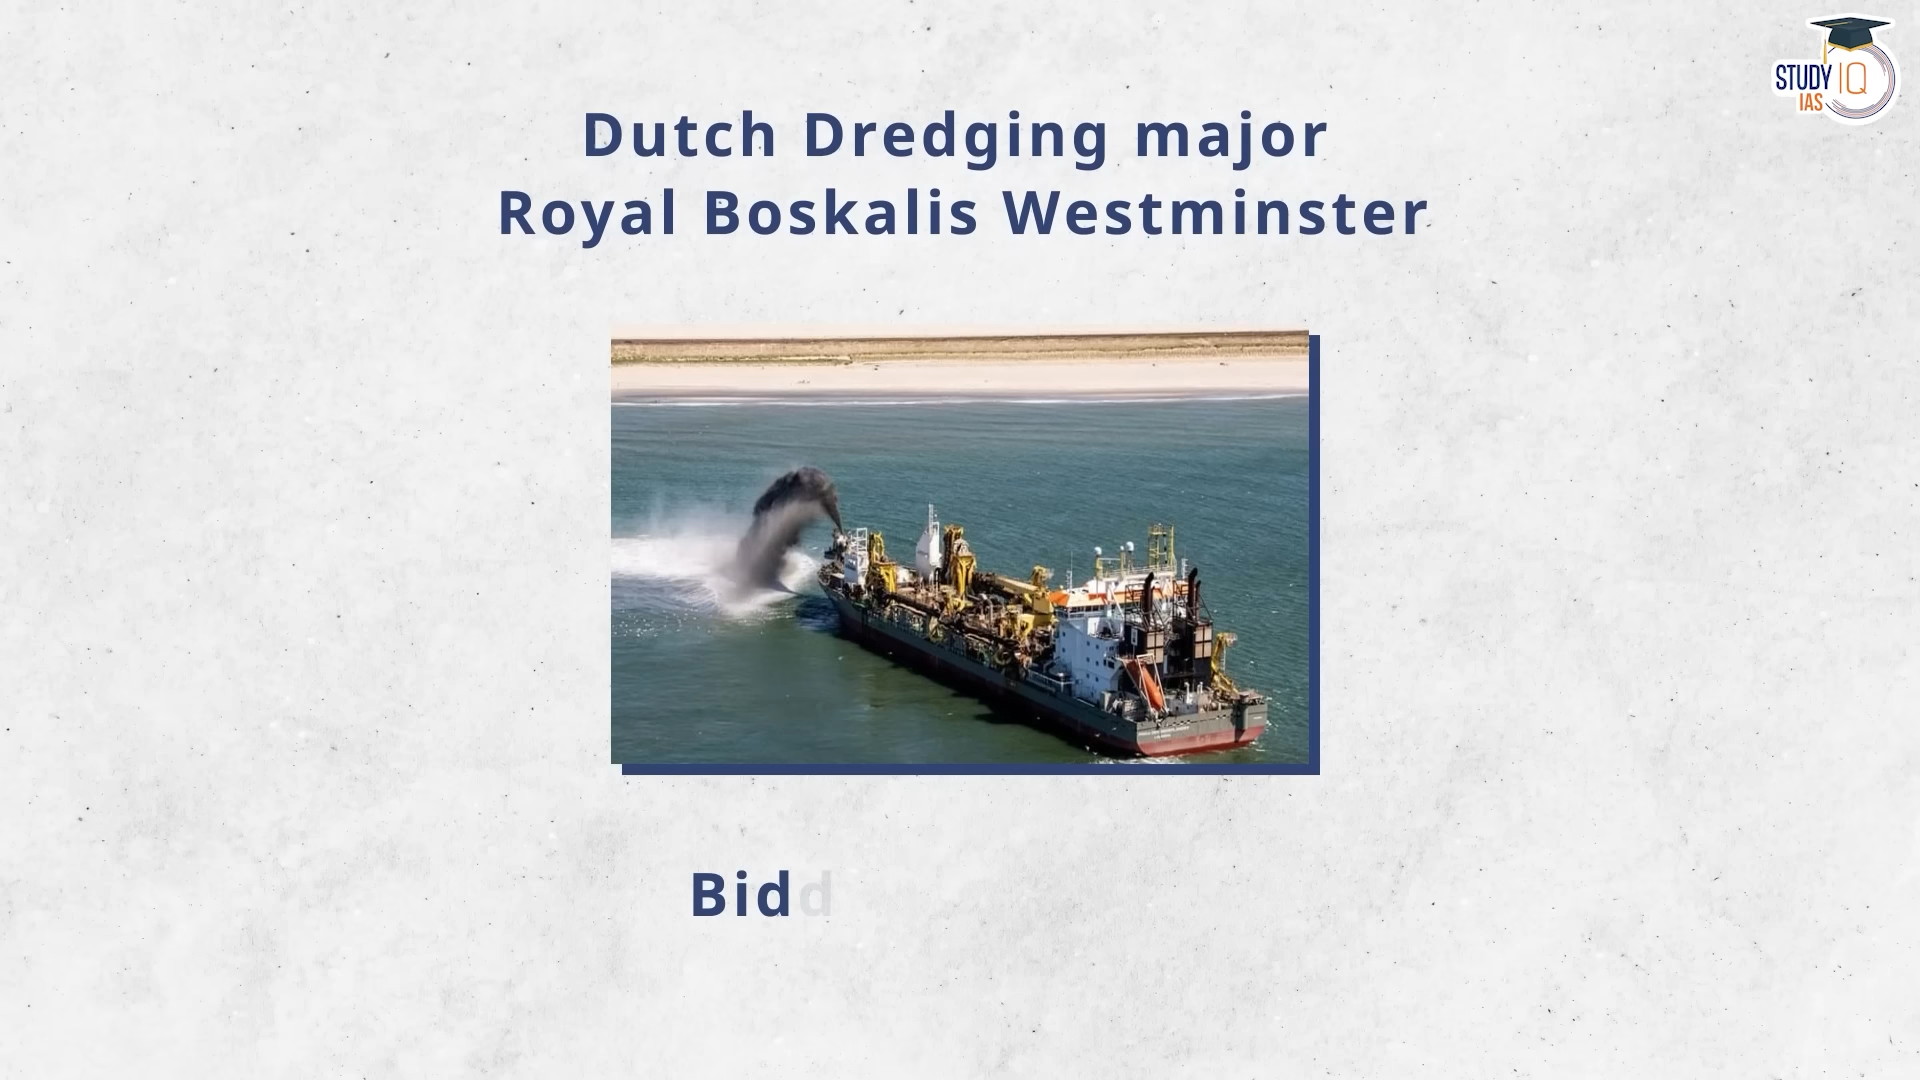 STUDY IQ
IAS
Dutch Dredging major
Royal Boskalis Westminster
Bidd